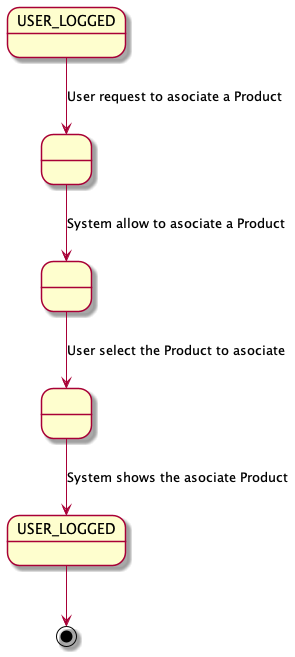 USER_LOGGED
User request to asociate a Product
System allow to asociate a Product
User select the Product to asociate
System shows the asociate Product
USER_LOGGED